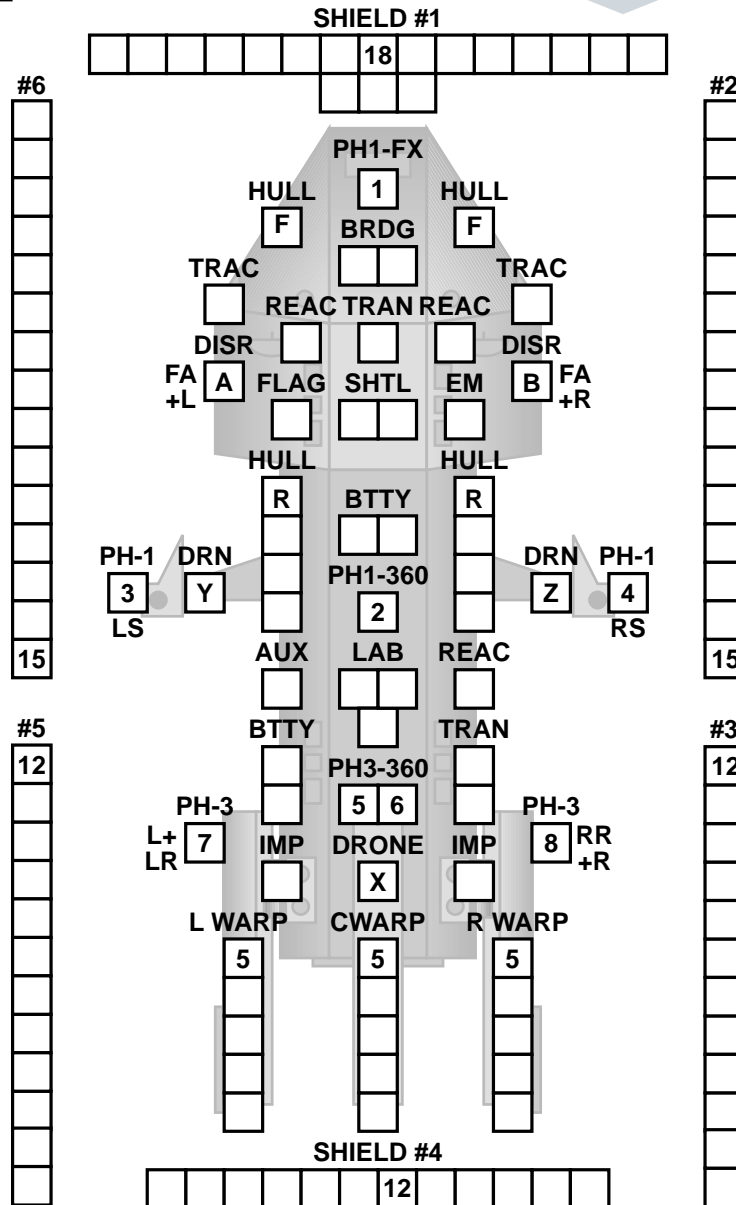 SHIELD #1
18
#6
#2
PH1-FX
1
HULL HULL
F F
BRDG
TRAC TRAC
REAC TRAN REAC
DISR DISR
FA +L A B FA +R
FLAG SHTL EM
HULL HULL
R R
BTTY
PH-1 DRN DRN PH-1
PH1-360
3 Y 2 Z 4
LS RS
15 15
AUX LAB REAC
#5 #3
BTTY TRAN
12 12
PH3-360
5 6
PH-3 PH-3
L+ LR 7 8 RR +R
IMP DRONE IMP
X
L WARP CWARP R WARP
5 5 5
SHIELD #4
12